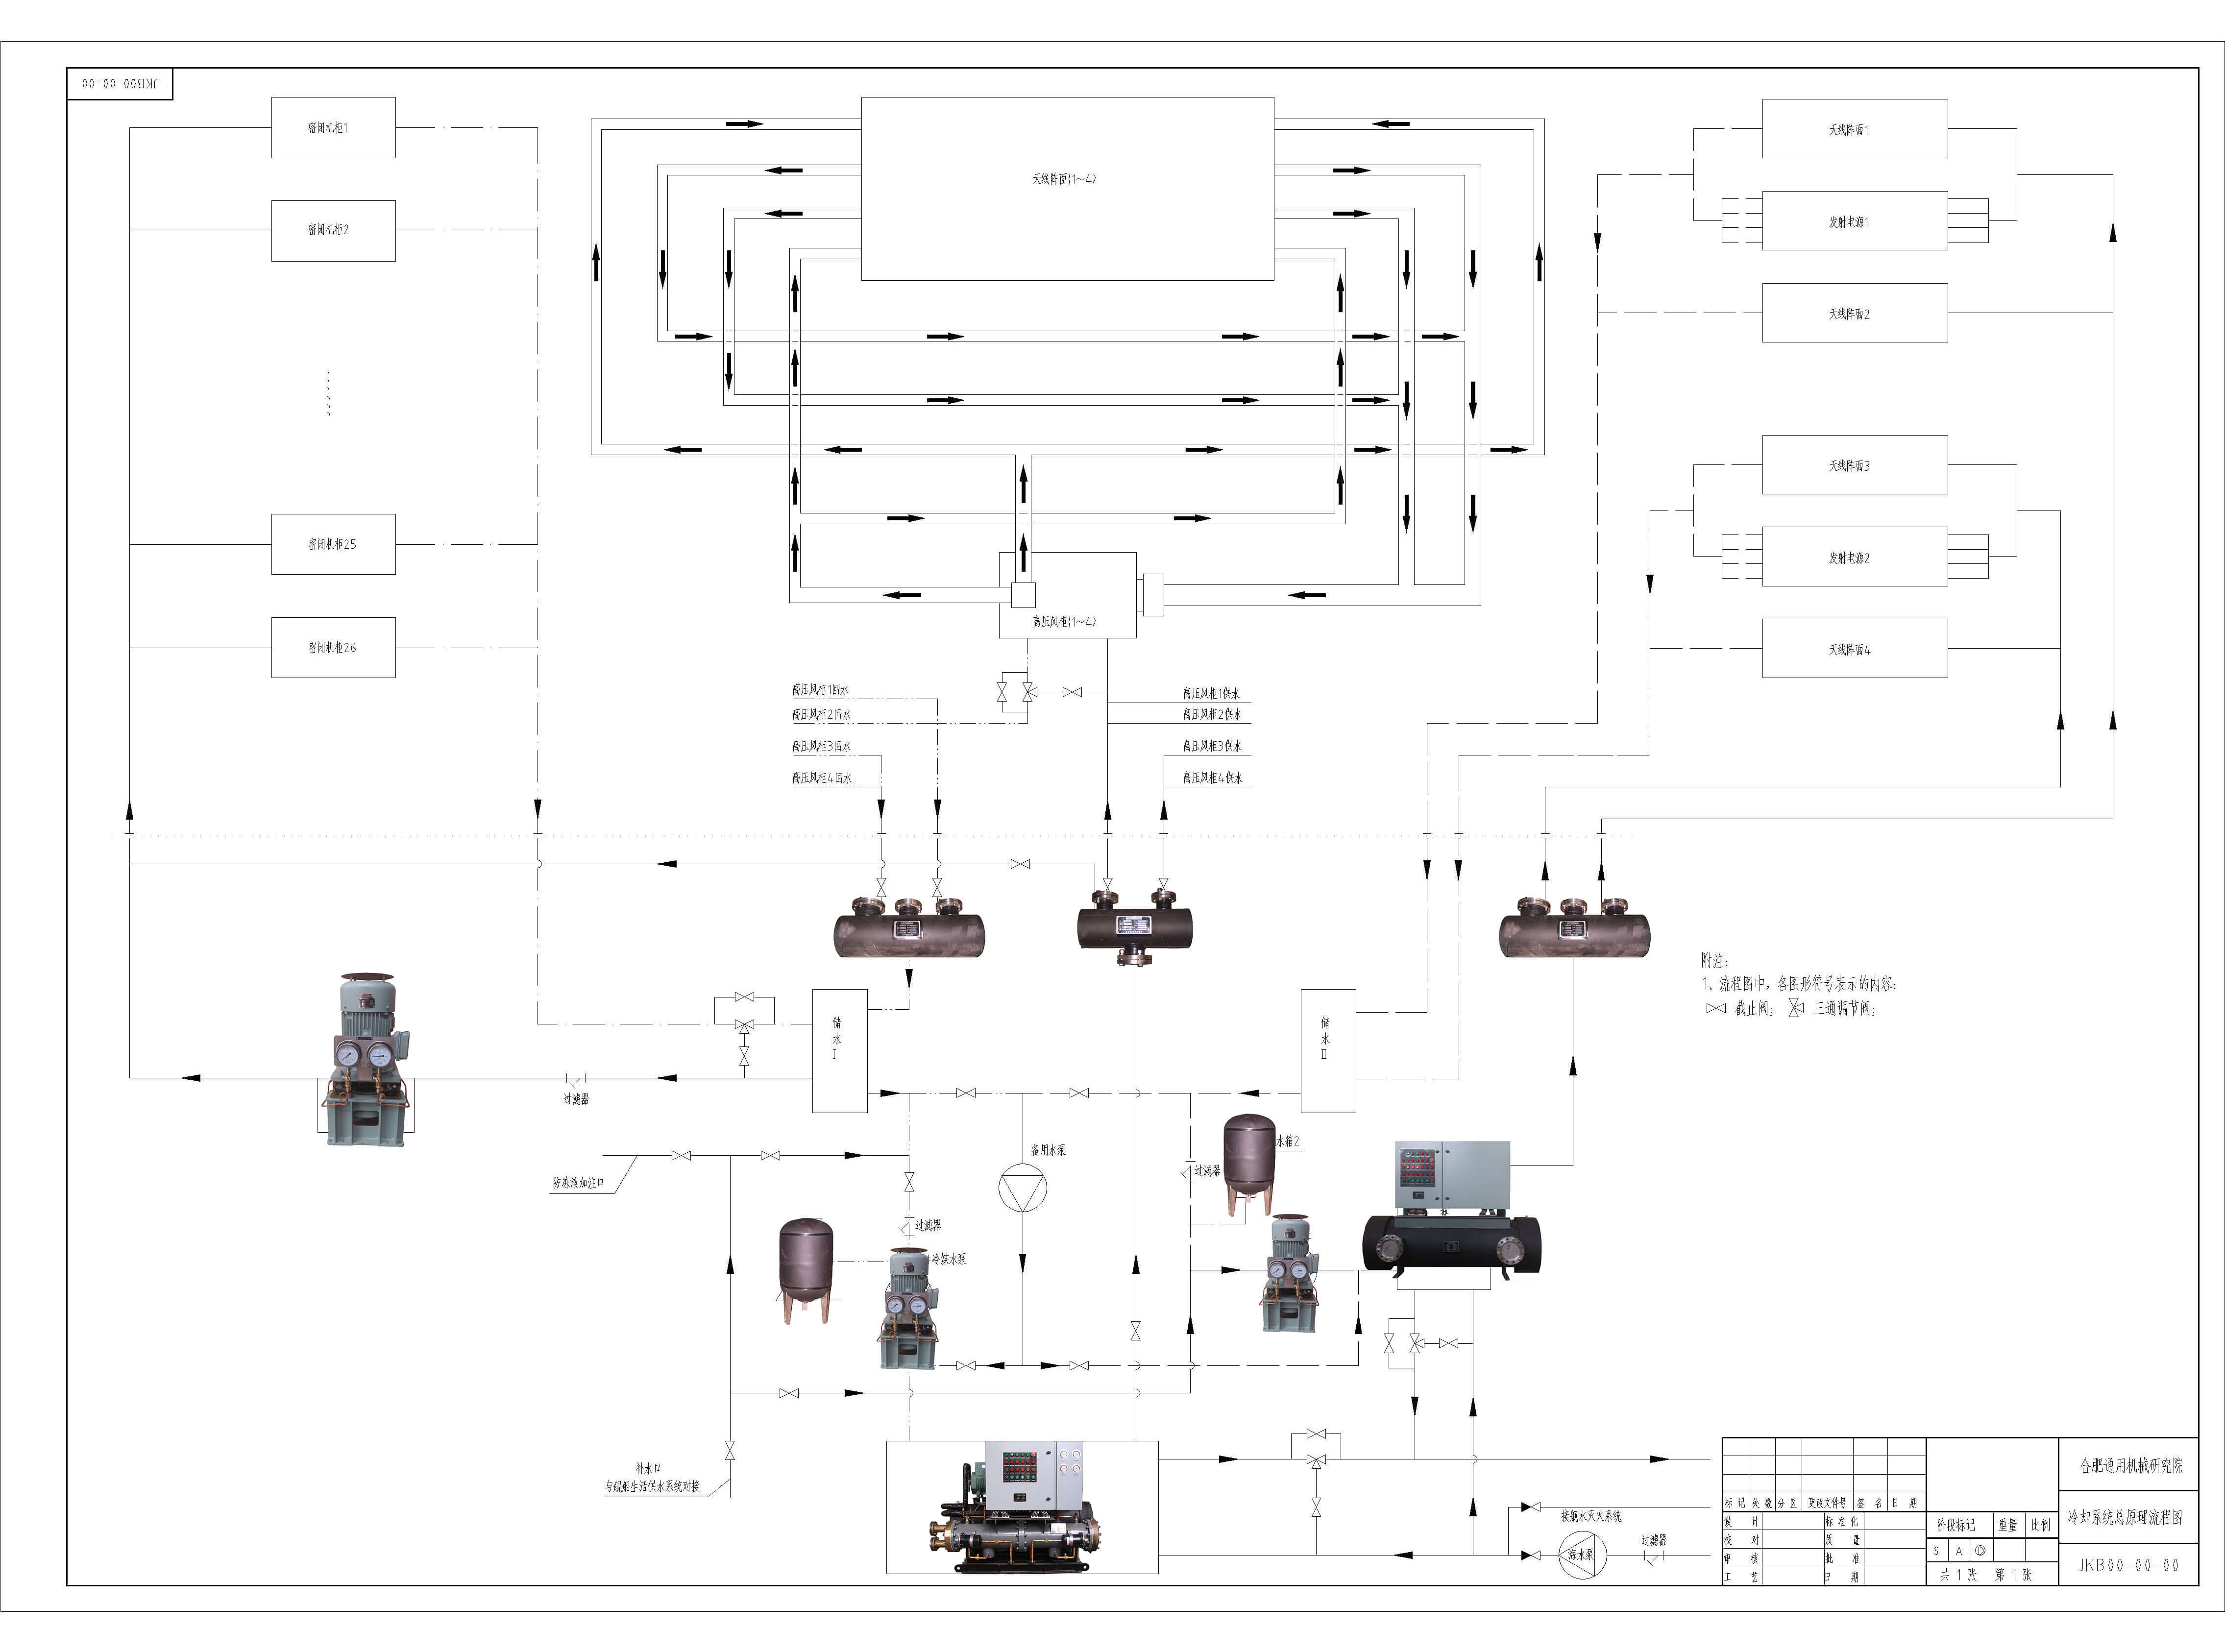 JKB00-00-00
密闭机柜1
密闭机柜2
密闭机柜25
密闭机柜26
天线阵面(1～4)
高压风柜(1～4)
天线阵面1
发射电源1
天线阵面2
天线阵面3
发射电源2
天线阵面4
高压风柜1回水
高压风柜2回水
高压风柜3回水
高压风柜4回水
高压风柜1供水
高压风柜2供水
高压风柜3供水
高压风柜4供水
附注:
1、流程图中，各图形符号表示的内容:
截止阀; 三通调节阀;
储水I
储水II
过滤器
防冻液加注口
备用水泵
过滤器
水箱2
过滤器
冷媒水泵
补水口
与舰船生活供水系统对接
接舰水灭火系统
海水泵
过滤器
标记 处数 分区 更改文件号 签名 日期
设计 标准化
校对 质量
审核 批准
工艺 日期
阶段标记 重量 比例
S A D
共1张 第1张
合肥通用机械研究院
冷却系统总原理流程图
JKB00-00-00